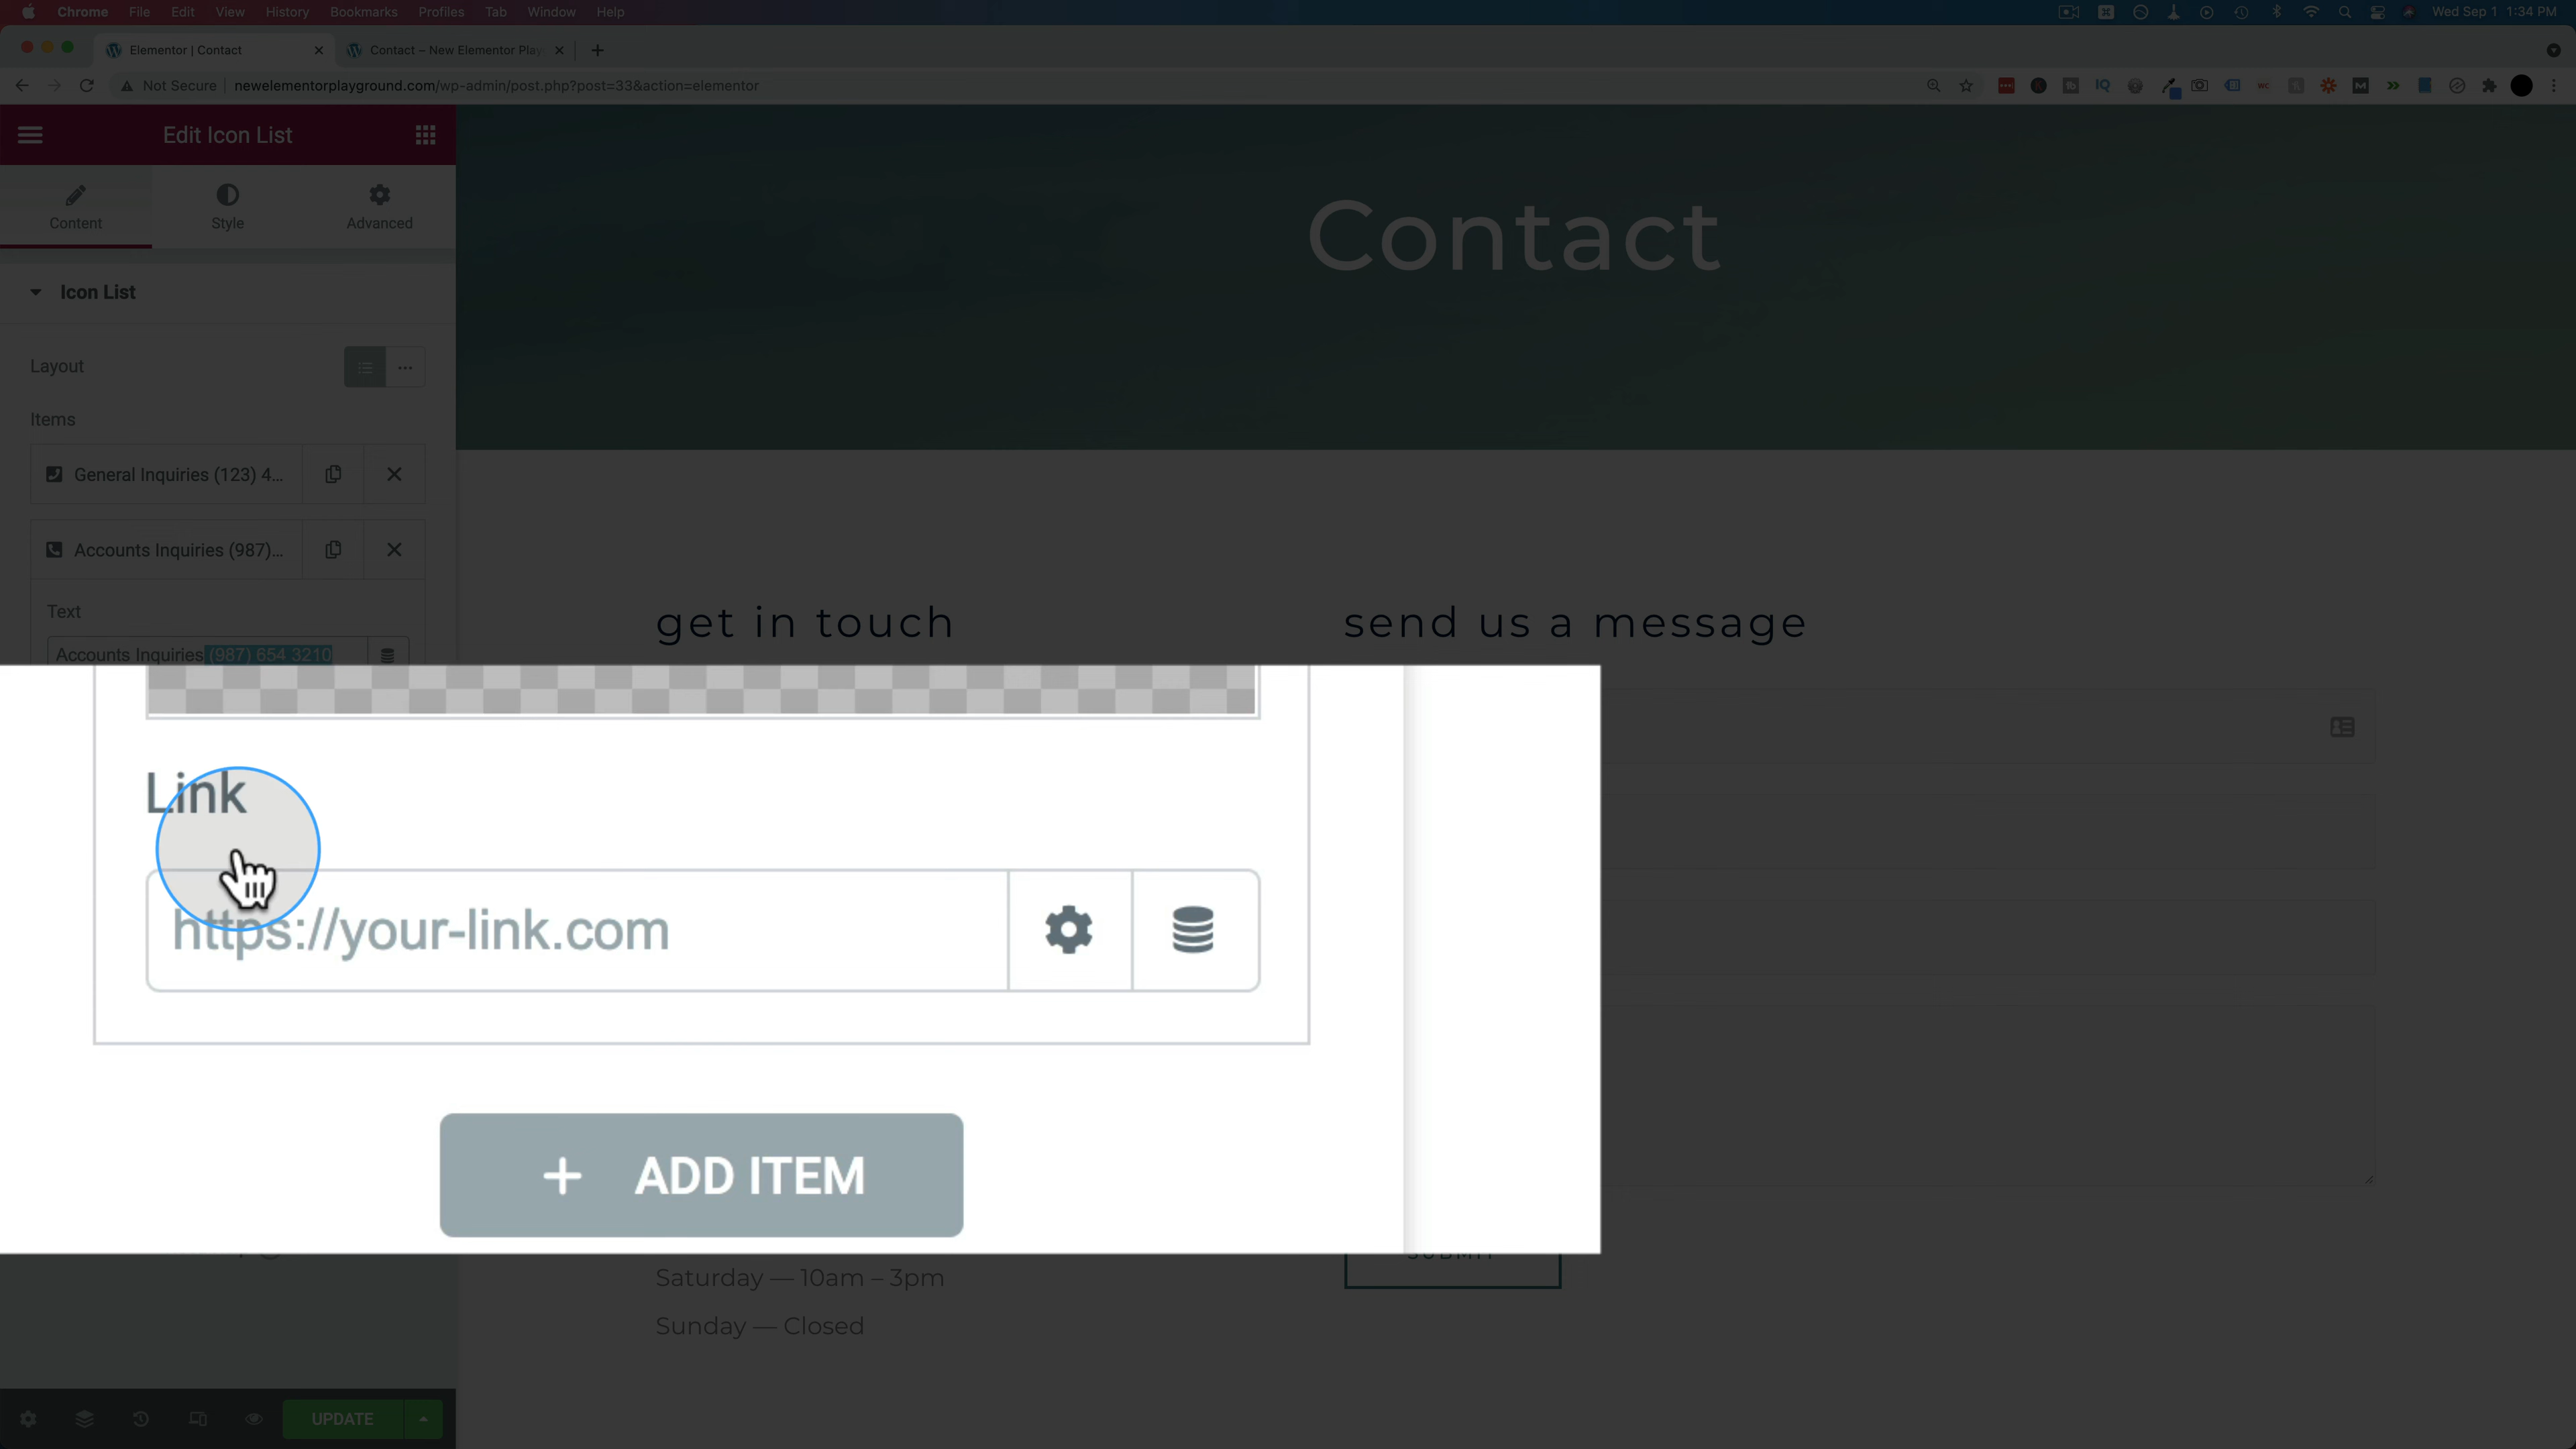 Chrome File Edit View History Bookmarks Profiles Tab Window Help
Wed Sep 1 1:34 PM
Elementor | Contact
Contact – New Elementor Play
Not Secure
newelementorplayground.com/wp-admin/post.php?post=33&action=elementor
Edit Icon List
Content
Style
Advanced
Icon List
Layout
Items
General Inquiries (123) 4...
Accounts Inquiries (987)...
Text
Accounts Inquiries (987) 654 3210
Contact
get in touch
send us a message
Link
https://your-link.com
+ ADD ITEM
SUBMIT
Saturday — 10am – 3pm
Sunday — Closed
UPDATE